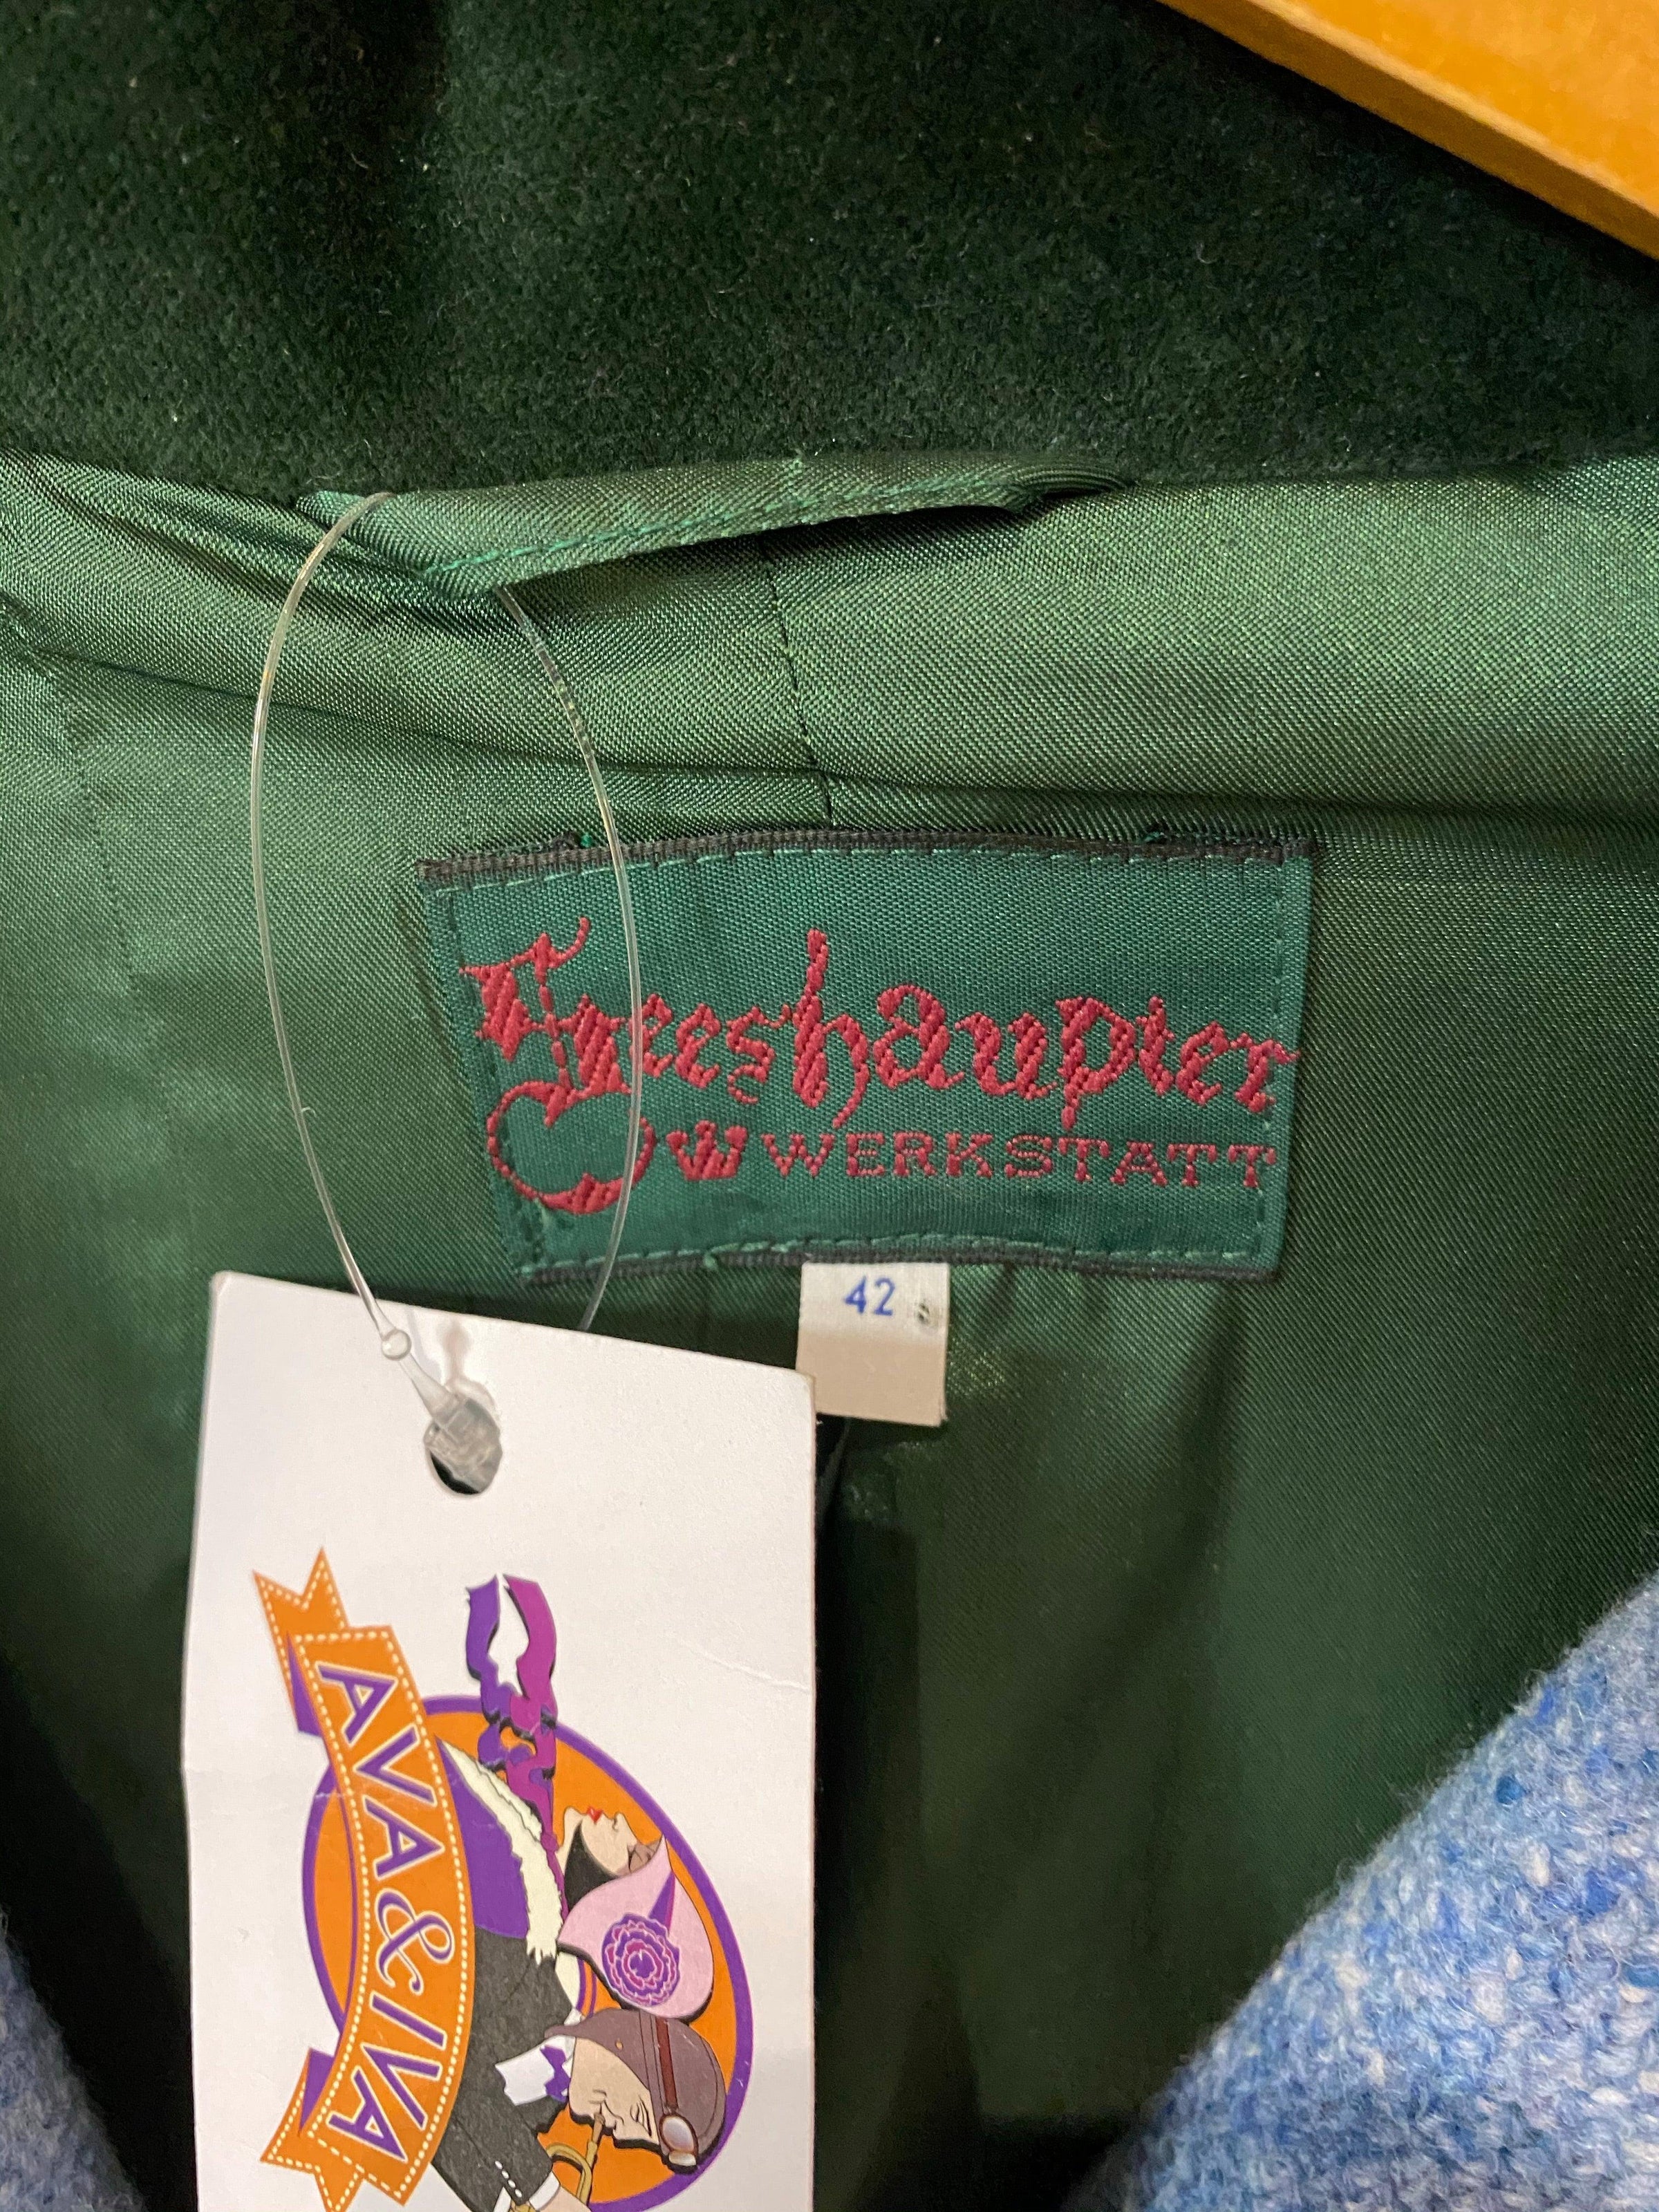 Seeshaupter
WERKSTATT
42
AVA & IVA